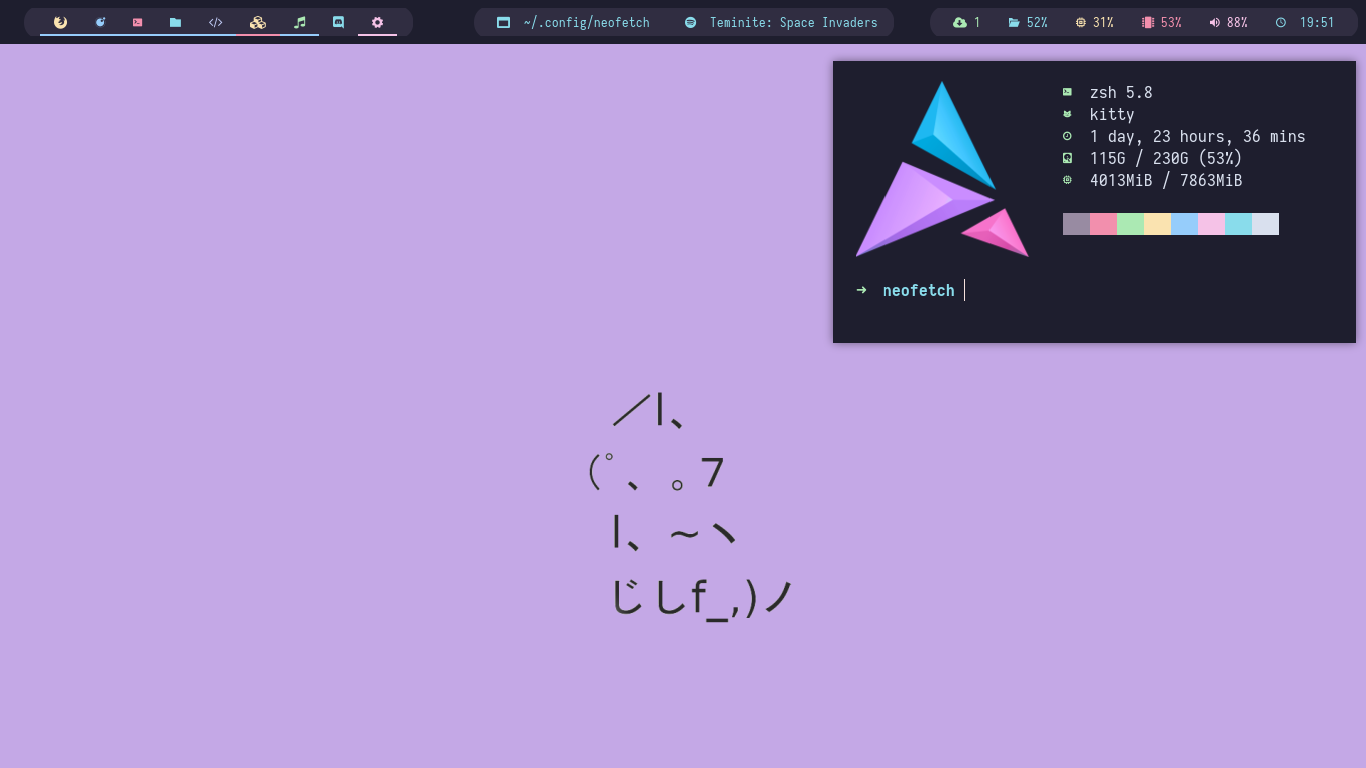 ~/.config/neofetch Teminite: Space Invaders 1 52% 31% 53% 88% 19:51
zsh 5.8
kitty
1 day, 23 hours, 36 mins
115G / 230G (53%)
4013MiB / 7863MiB
➜ neofetch
／l、
（ﾟ、 。７
l、 ~ヽ
じしf_,)ノ